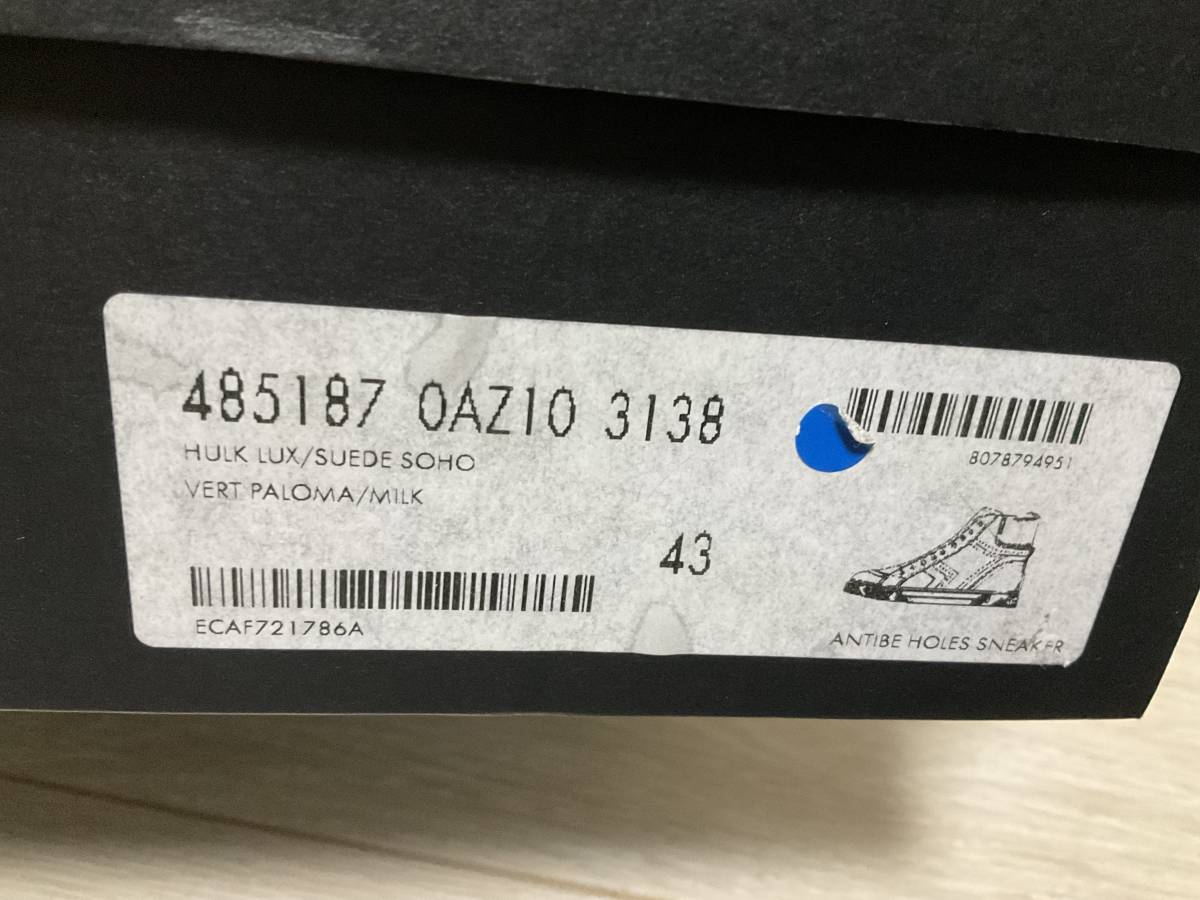 485187 0AZ10 3138
HULK LUX/SUEDE SOHO
VERT PALOMA/MILK
8078794951
43
ECAF721786A
ANTIBE HOLES SNEAKER